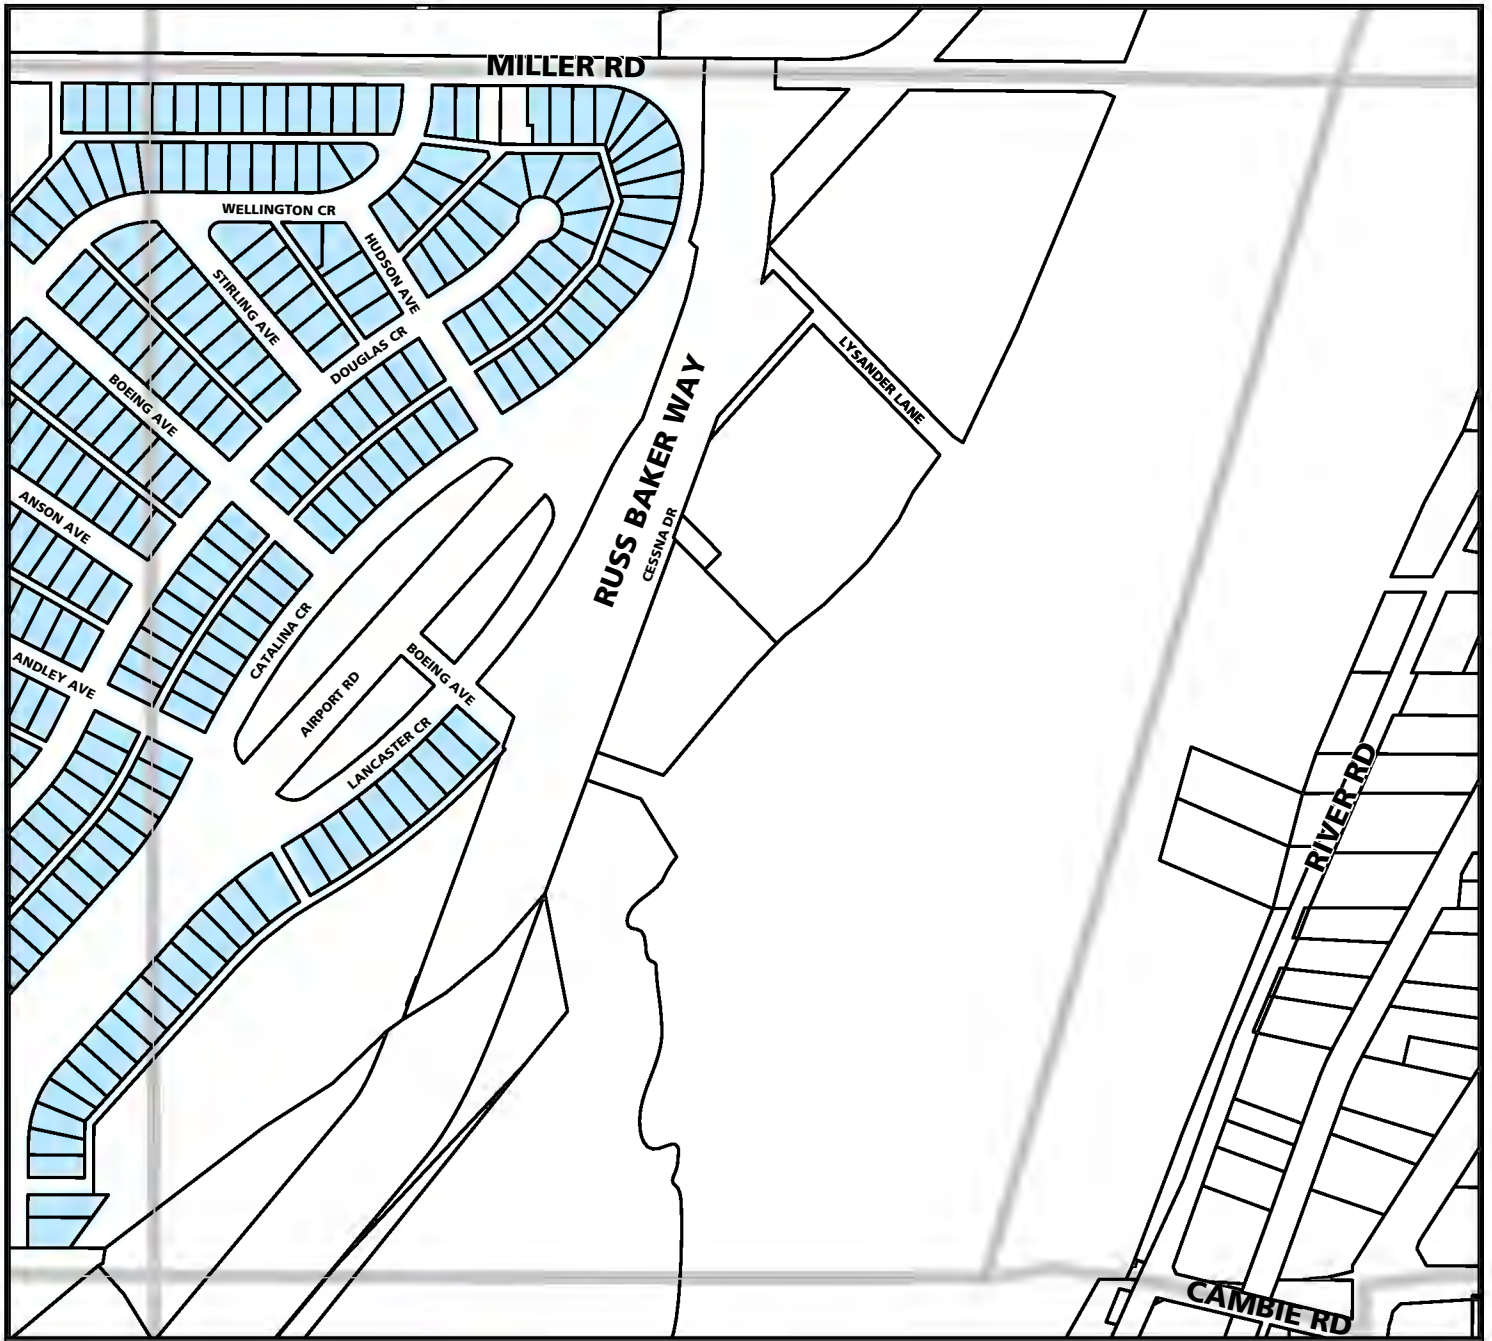 MILLER RD
WELLINGTON CR
HUDSON AVE
STIRLING AVE
DOUGLAS CR
LYSANDER LANE
BOEING AVE
RUSS BAKER WAY
CESSNA DR
ANSON AVE
CATALINA CR
ANDLEY AVE
BOEING AVE
AIRPORT RD
LANCASTER CR
RIVER RD
CAMBIE RD